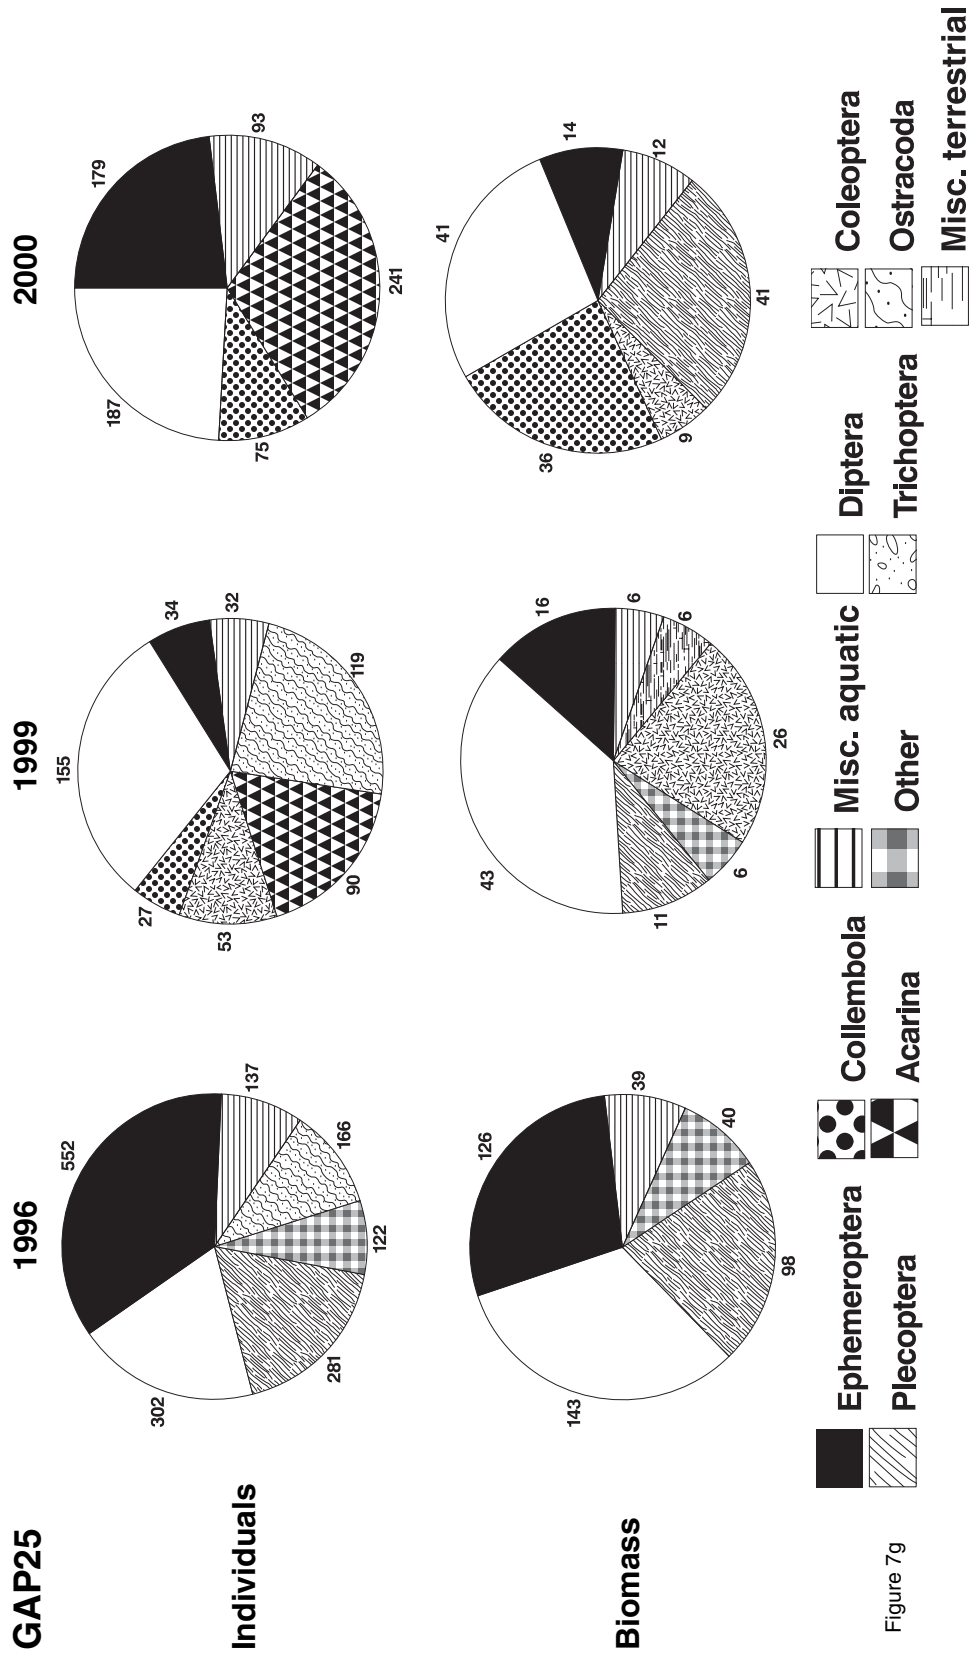 GAP25
1996
1999
2000
Individuals
552
137
166
122
281
302
155
34
32
119
90
53
27
179
93
241
75
187
Biomass
126
39
40
98
143
43
16
6
6
26
6
11
41
14
12
41
9
36
Ephemeroptera
Collembola
Misc. aquatic
Diptera
Coleoptera
Plecoptera
Acarina
Other
Trichoptera
Ostracoda
Misc. terrestrial
Figure 7g